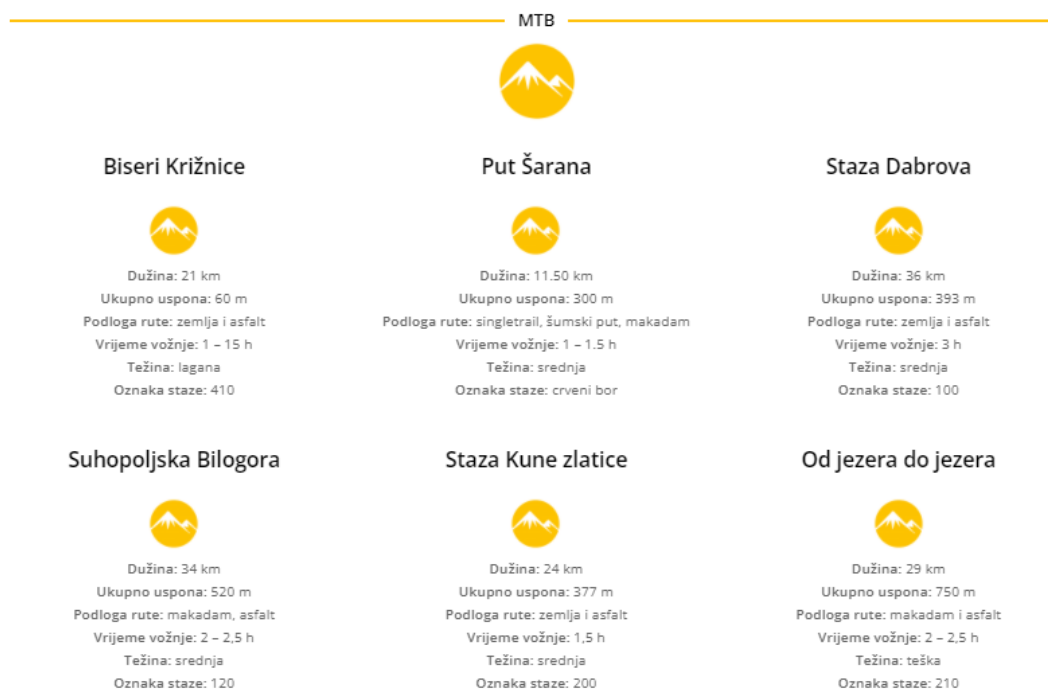 MTB
Biseri Križnice
Dužina: 21 km
Ukupno uspona: 60 m
Podloga rute: zemlja i asfalt
Vrijeme vožnje: 1 – 15 h
Težina: lagana
Oznaka staze: 410
Put Šarana
Dužina: 11.50 km
Ukupno uspona: 300 m
Podloga rute: singletrail, šumski put, makadam
Vrijeme vožnje: 1 – 1.5 h
Težina: srednja
Oznaka staze: crveni bor
Staza Dabrova
Dužina: 36 km
Ukupno uspona: 393 m
Podloga rute: zemlja i asfalt
Vrijeme vožnje: 3 h
Težina: srednja
Oznaka staze: 100
Suhopoljska Bilogora
Dužina: 34 km
Ukupno uspona: 520 m
Podloga rute: makadam, asfalt
Vrijeme vožnje: 2 – 2,5 h
Težina: srednja
Oznaka staze: 120
Staza Kune zlatice
Dužina: 24 km
Ukupno uspona: 377 m
Podloga rute: zemlja i asfalt
Vrijeme vožnje: 1,5 h
Težina: srednja
Oznaka staze: 200
Od jezera do jezera
Dužina: 29 km
Ukupno uspona: 750 m
Podloga rute: makadam i asfalt
Vrijeme vožnje: 2 – 2,5 h
Težina: teška
Oznaka staze: 210